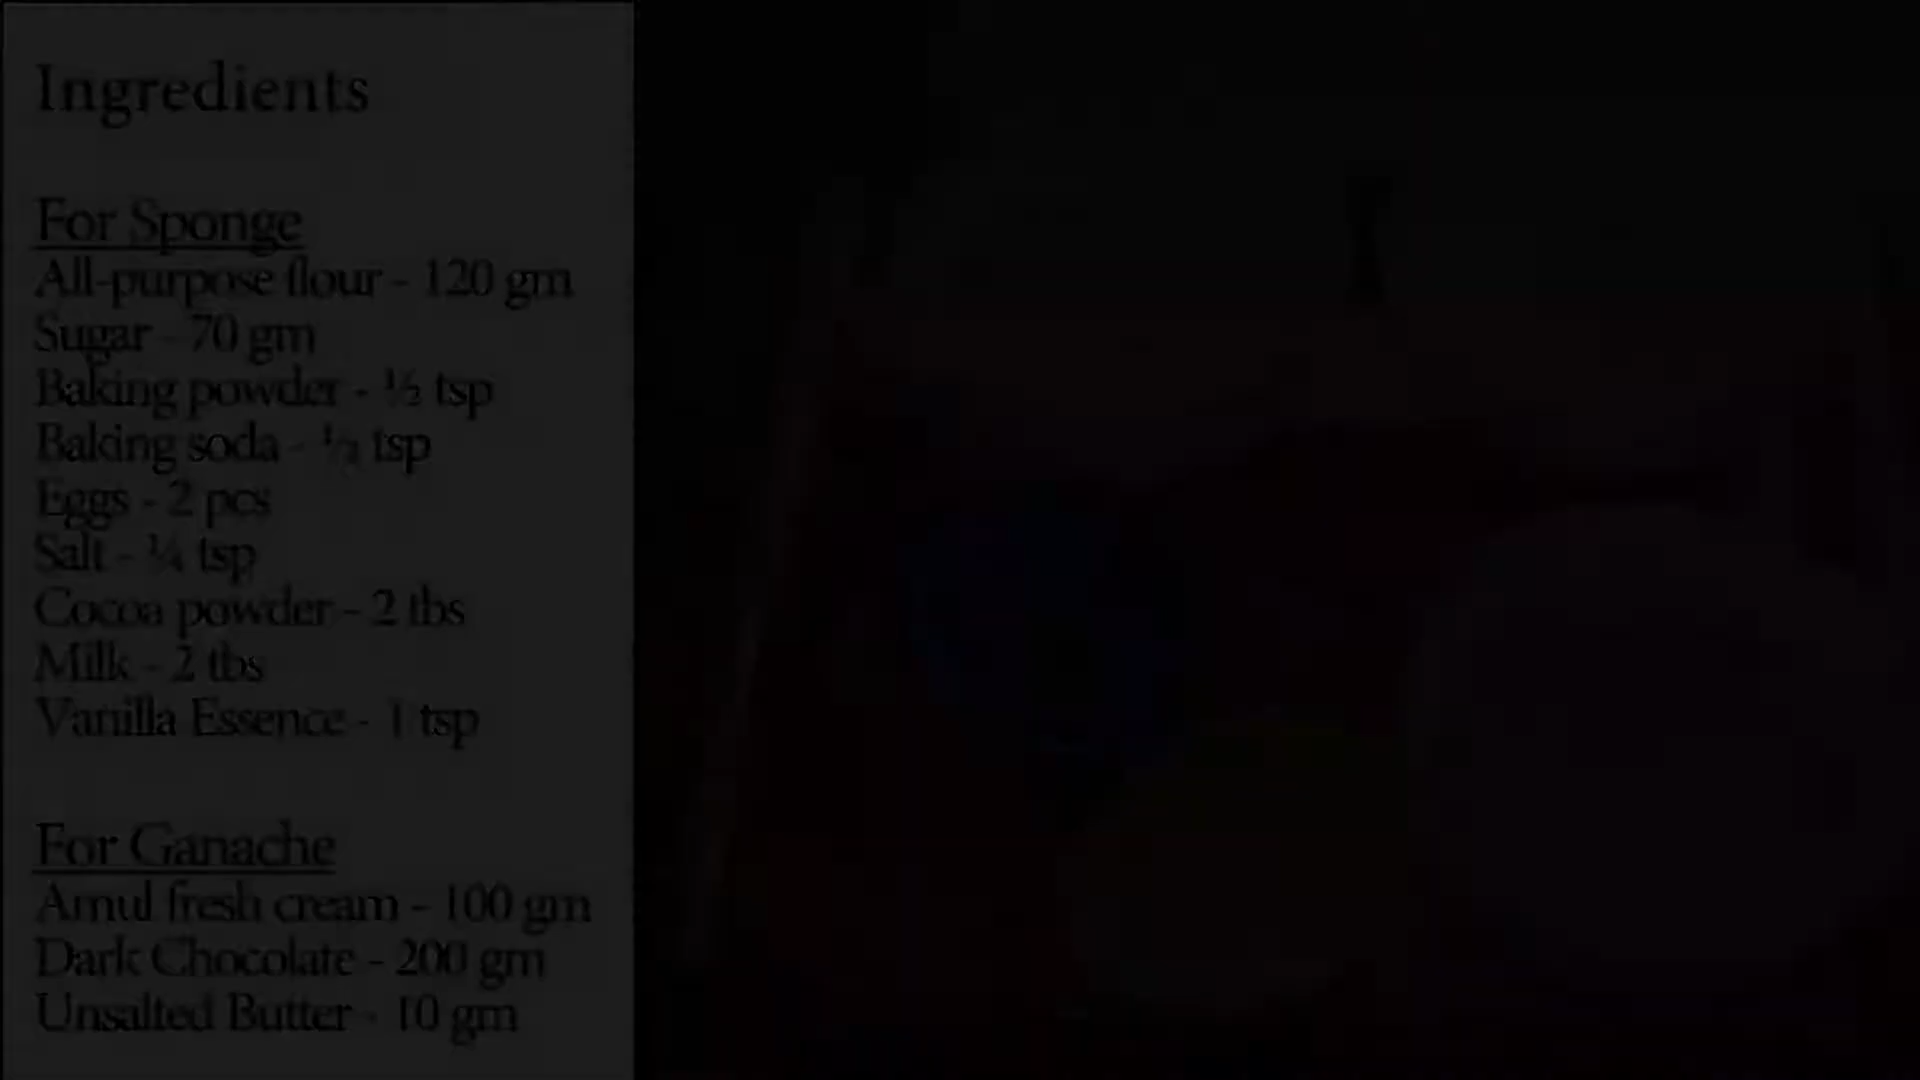 Ingredients
For Sponge
All-purpose flour - 120 gm
Sugar - 70 gm
Baking powder - ½ tsp
Baking soda - ½ tsp
Eggs - 2 pcs
Salt - ¼ tsp
Cocoa powder - 2 tbs
Milk - 2 tbs
Vanilla Essence - 1 tsp
For Ganache
Amul fresh cream - 100 gm
Dark Chocolate - 200 gm
Unsalted Butter - 10 gm